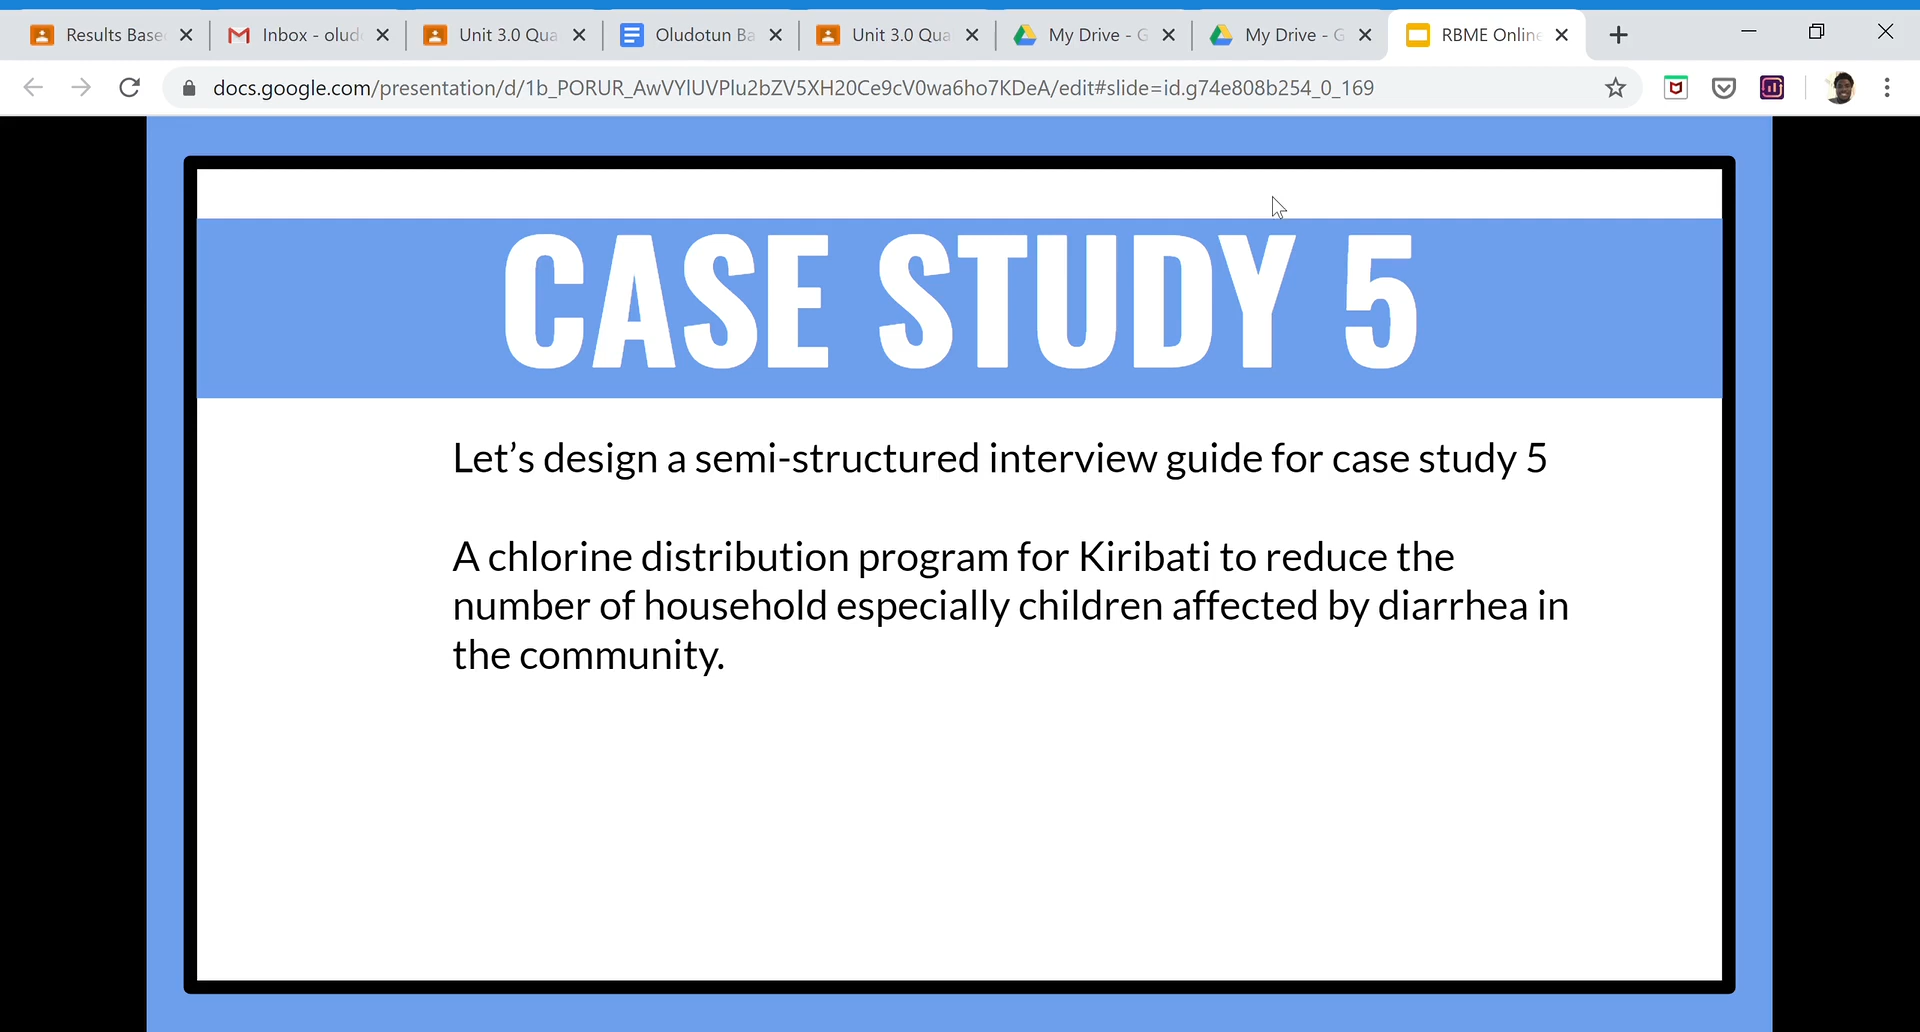 Results Base
Inbox - olud
Unit 3.0 Qua
Oludotun Ba
Unit 3.0 Qua
My Drive - G
My Drive - G
RBME Online
docs.google.com/presentation/d/1b_PORUR_AwVYlUVPlu2bZV5XH20Ce9cV0wa6ho7KDeA/edit#slide=id.g74e808b254_0_169
CASE STUDY 5
Let’s design a semi-structured interview guide for case study 5
A chlorine distribution program for Kiribati to reduce the
number of household especially children affected by diarrhea in
the community.